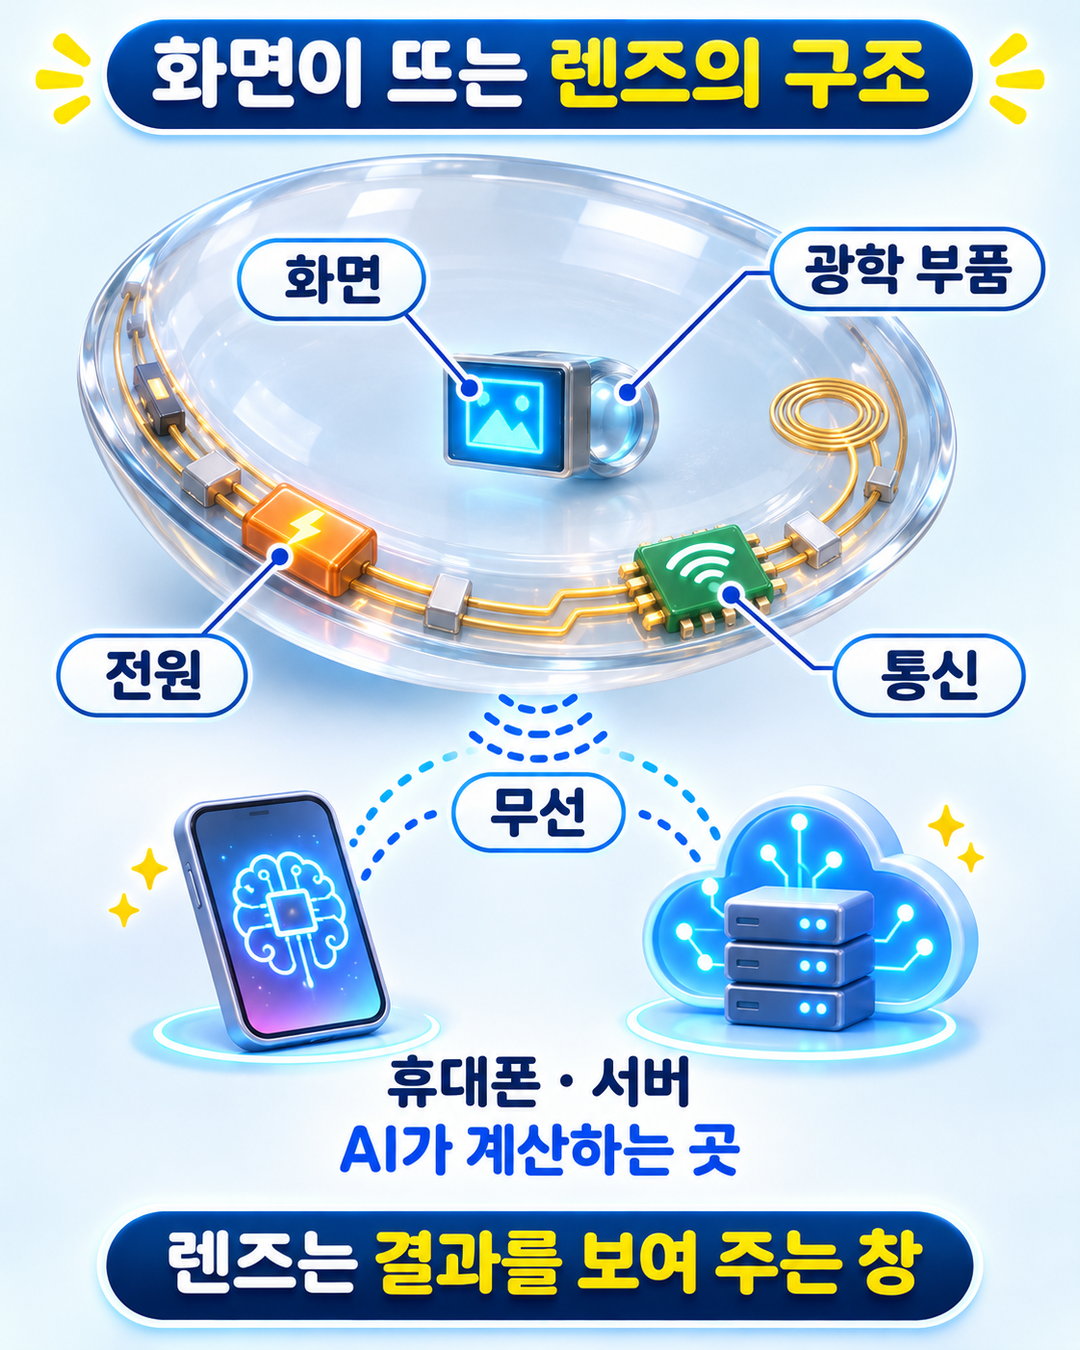 화면이 뜨는 렌즈의 구조
화면
광학 부품
전원
통신
무선
휴대폰 · 서버
AI가 계산하는 곳
렌즈는 결과를 보여 주는 창